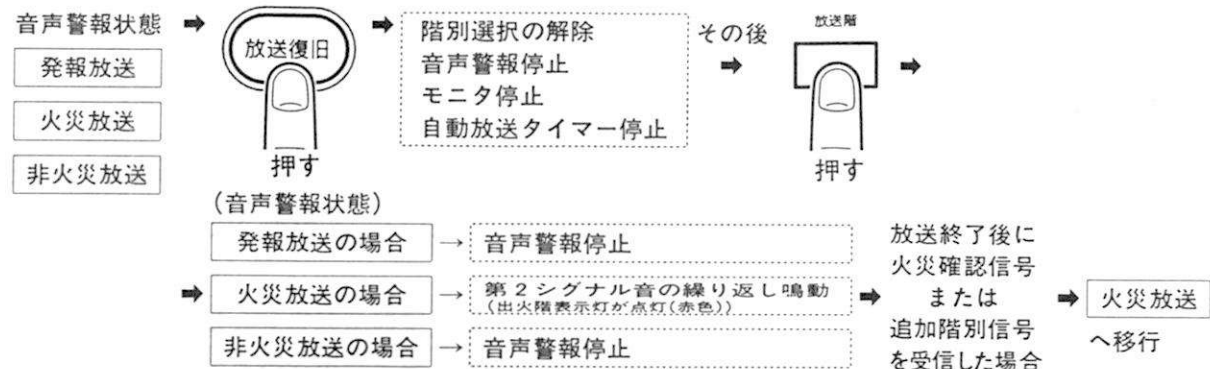 音声警報状態
発報放送
火災放送
非火災放送
放送復旧
押す
階別選択の解除
音声警報停止
モニタ停止
自動放送タイマー停止
その後
放送階
押す
(音声警報状態)
発報放送の場合
音声警報停止
火災放送の場合
第2シグナル音の繰り返し鳴動
(出火階表示灯が点灯(赤色))
非火災放送の場合
音声警報停止
放送終了後に
火災確認信号
または
追加階別信号
を受信した場合
火災放送
へ移行